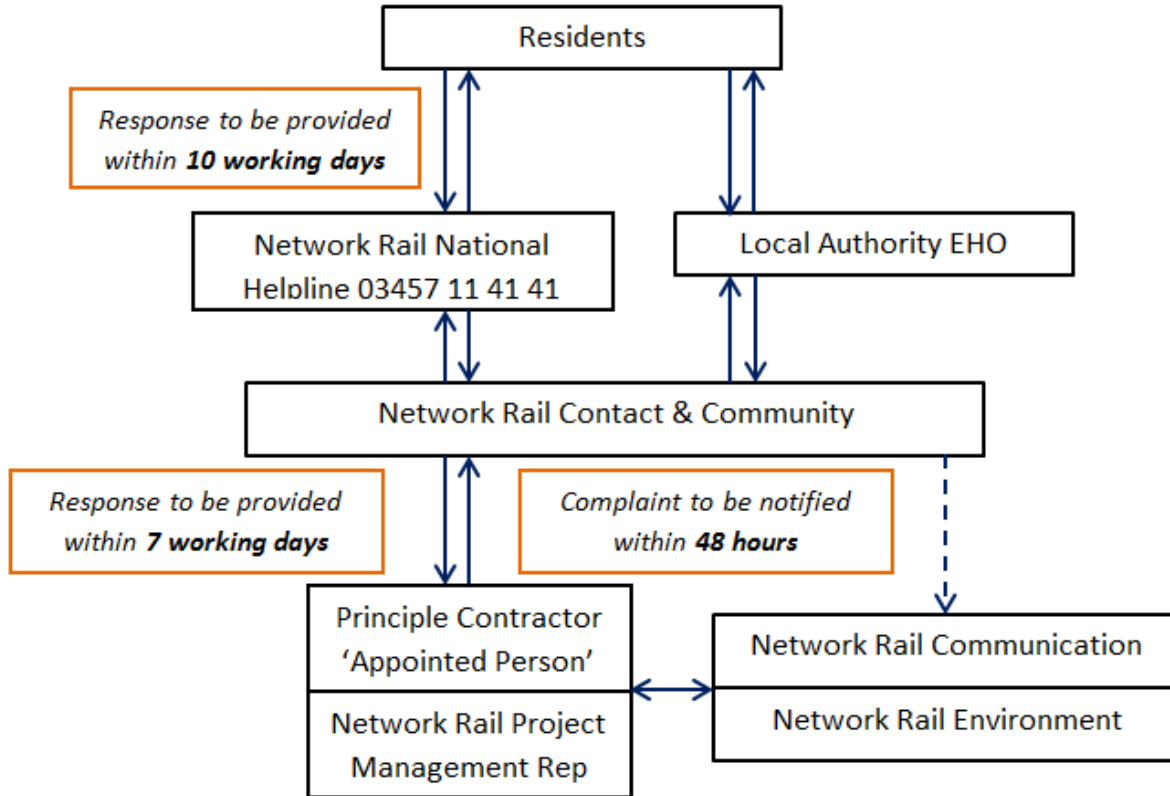 Residents
Response to be provided
within 10 working days
Network Rail National
Helpline 03457 11 41 41
Local Authority EHO
Network Rail Contact & Community
Response to be provided
within 7 working days
Complaint to be notified
within 48 hours
Principle Contractor
‘Appointed Person’
Network Rail Project
Management Rep
Network Rail Communication
Network Rail Environment